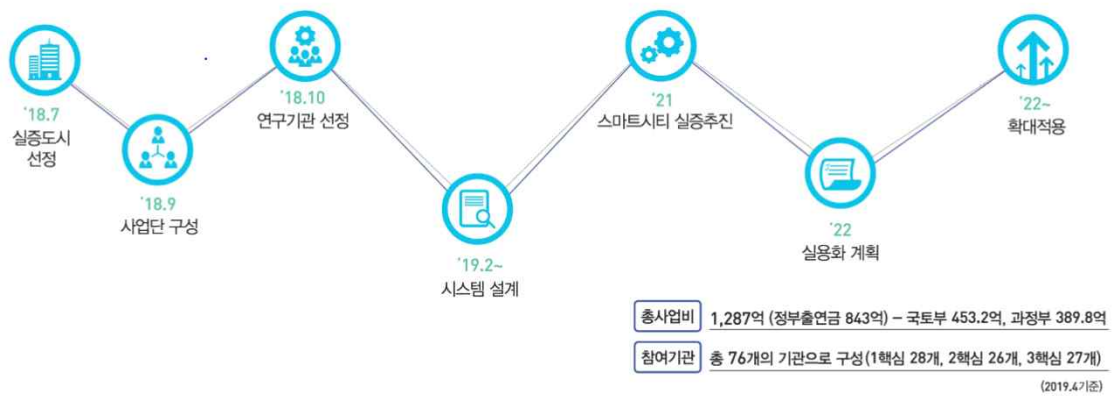 '18.7
실증도시
선정
'18.9
사업단 구성
'18.10
연구기관 선정
'19.2~
시스템 설계
'21
스마트시티 실증추진
'22
실용화 계획
'22~
확대적용
총사업비 1,287억 (정부출연금 843억) – 국토부 453.2억, 과정부 389.8억
참여기관 총 76개의 기관으로 구성(1핵심 28개, 2핵심 26개, 3핵심 27개)
(2019.4기준)